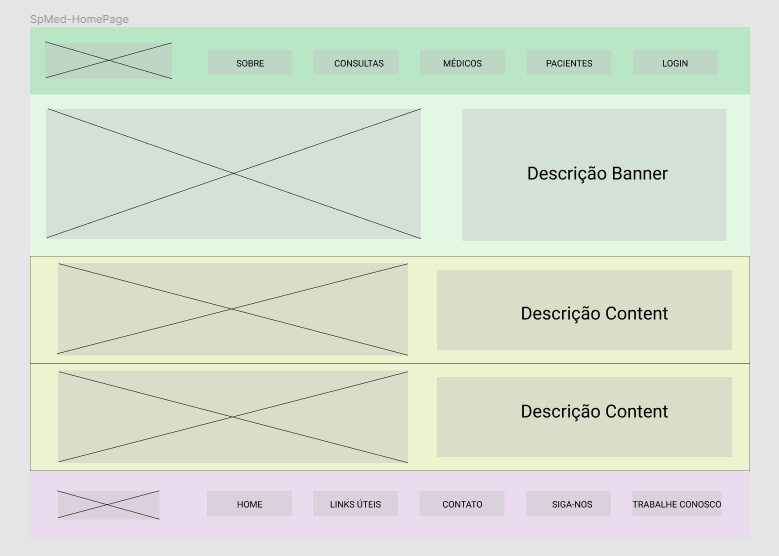 SpMed-HomePage
SOBRE
CONSULTAS
MÉDICOS
PACIENTES
LOGIN
Descrição Banner
Descrição Content
Descrição Content
HOME
LINKS ÚTEIS
CONTATO
SIGA-NOS
TRABALHE CONOSCO